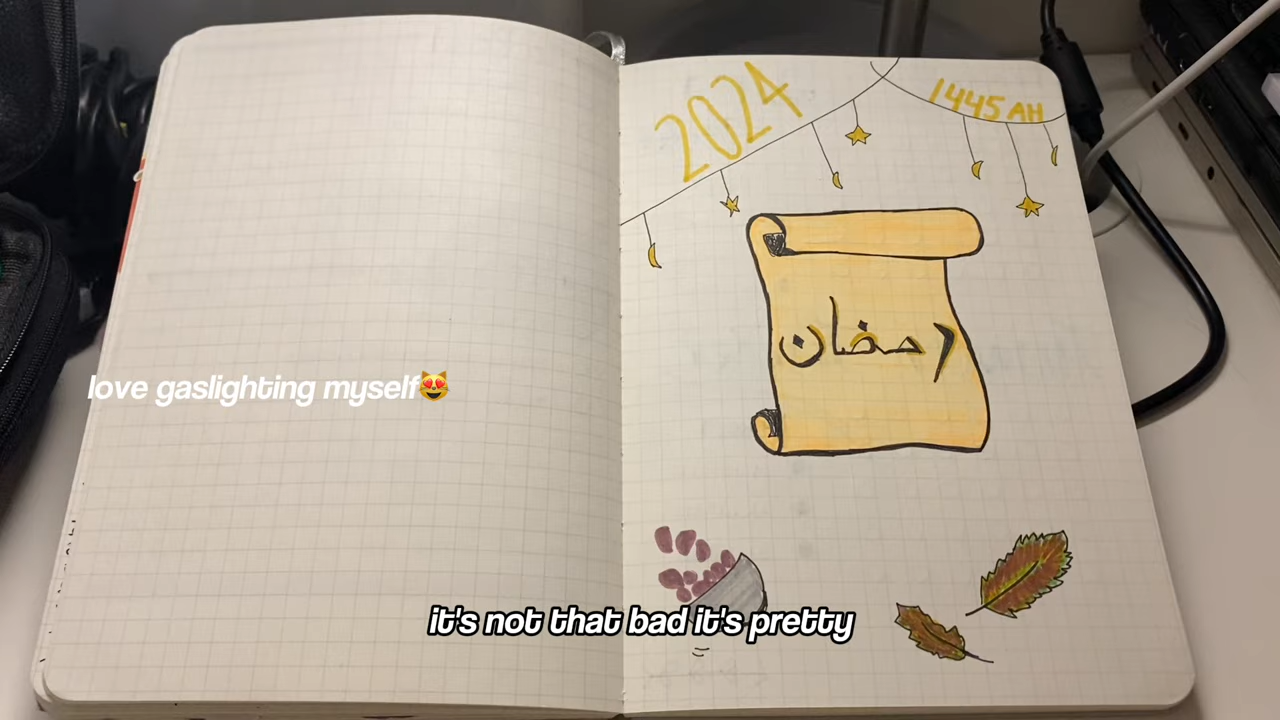 2024
1445 AH
رمضان
love gaslighting myself😻
it's not that bad it's pretty